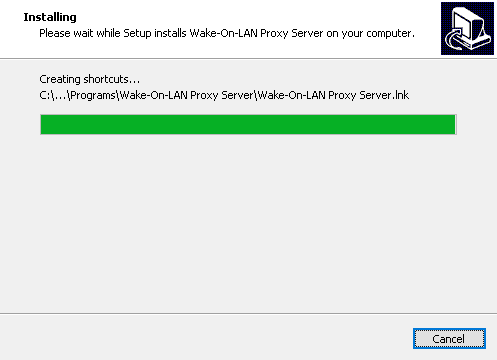 Installing
Please wait while Setup installs Wake-On-LAN Proxy Server on your computer.
Creating shortcuts...
C:\...\Programs\Wake-On-LAN Proxy Server\Wake-On-LAN Proxy Server.lnk
Cancel